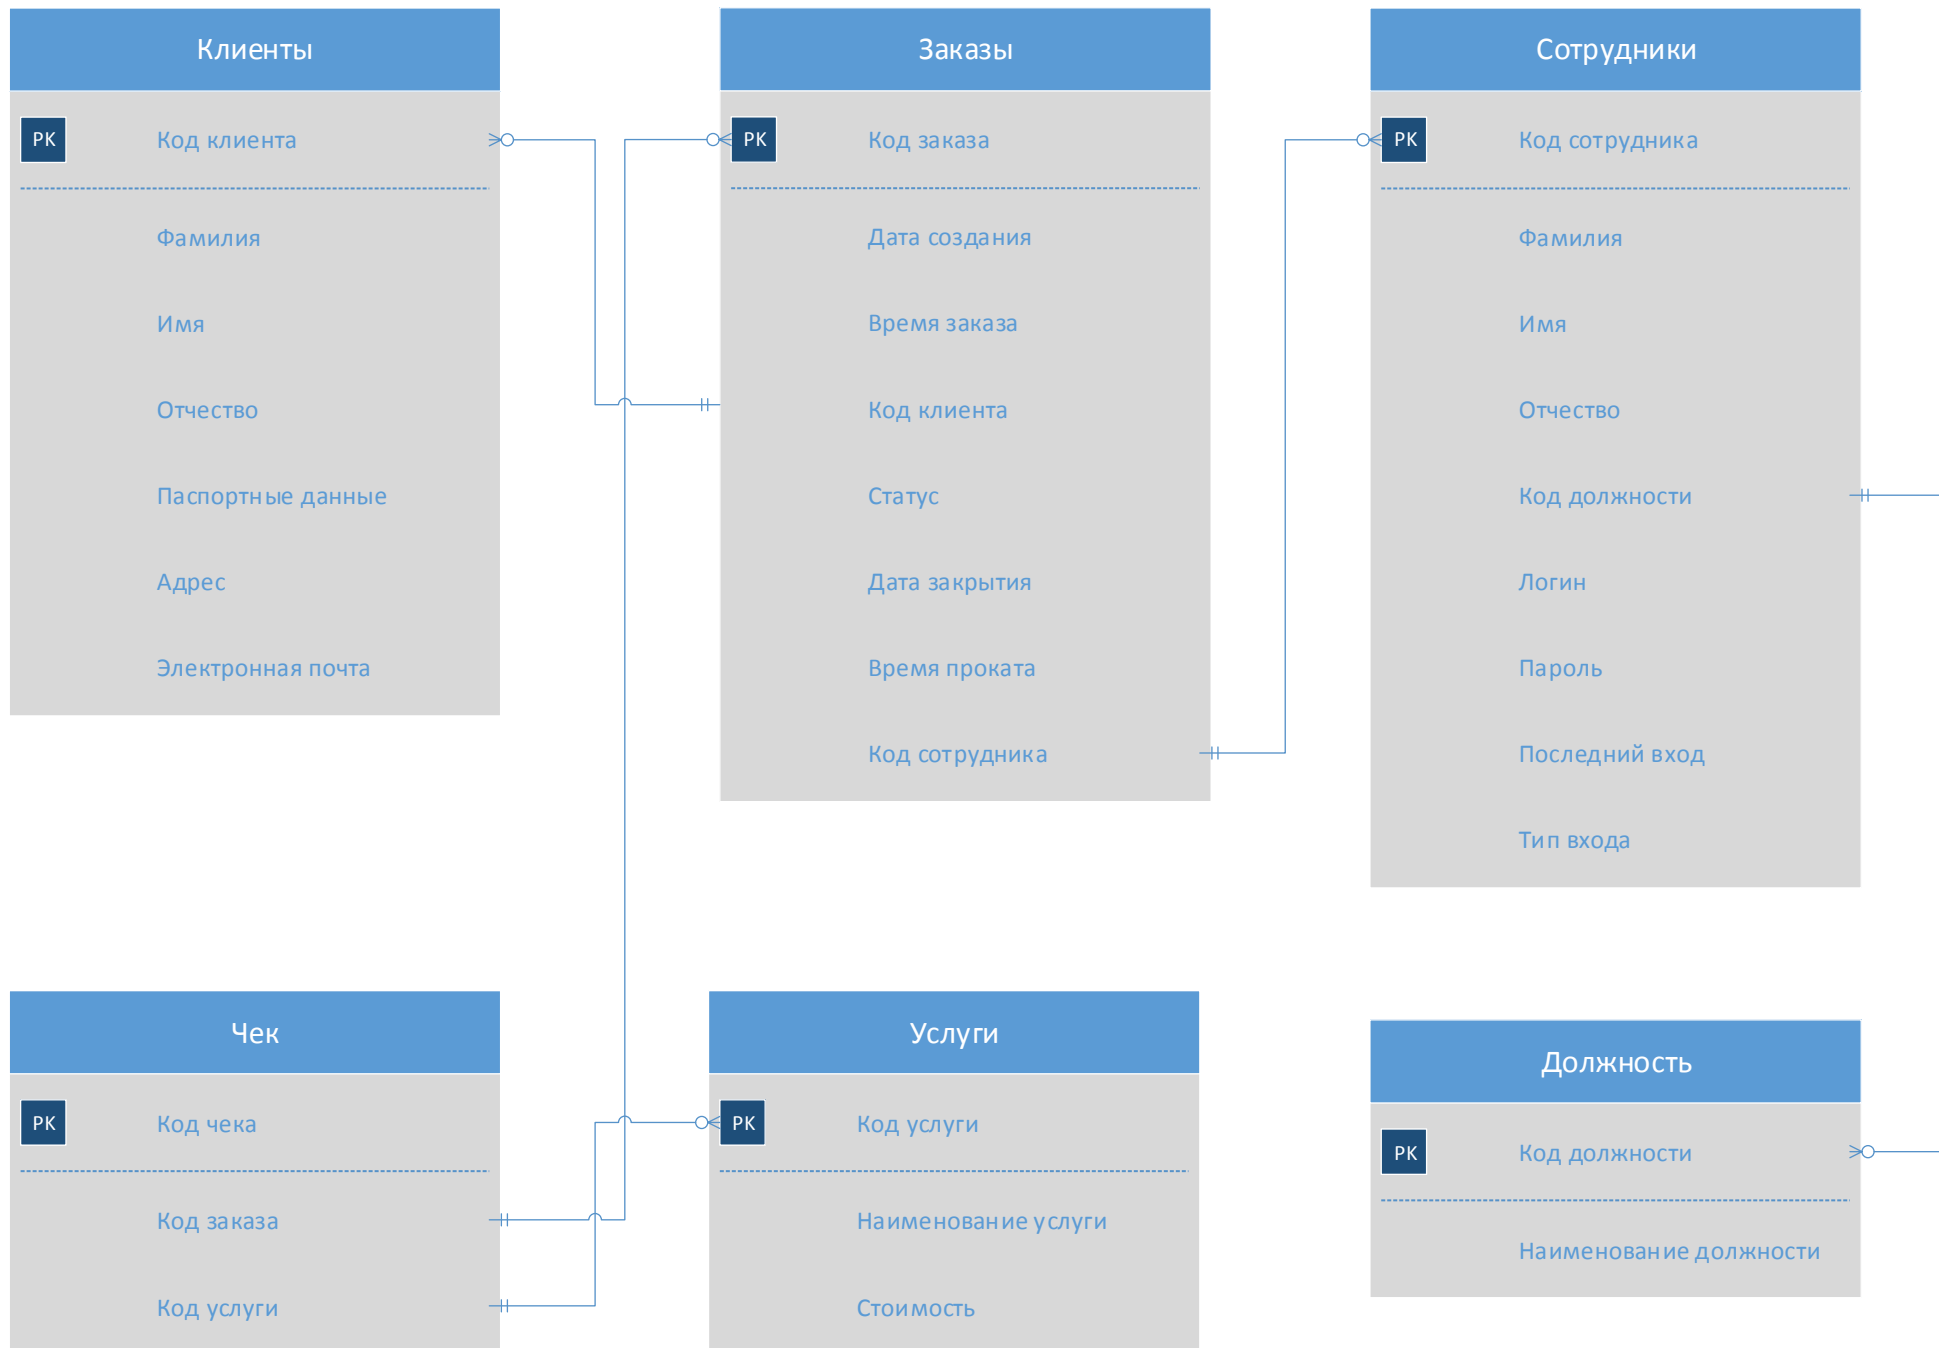 Клиенты
PK
Код клиента
Фамилия
Имя
Отчество
Паспортные данные
Адрес
Электронная почта
Заказы
PK
Код заказа
Дата создания
Время заказа
Код клиента
Статус
Дата закрытия
Время проката
Код сотрудника
Сотрудники
PK
Код сотрудника
Фамилия
Имя
Отчество
Код должности
Логин
Пароль
Последний вход
Тип входа
Чек
PK
Код чека
Код заказа
Код услуги
Услуги
PK
Код услуги
Наименование услуги
Стоимость
Должность
PK
Код должности
Наименование должности